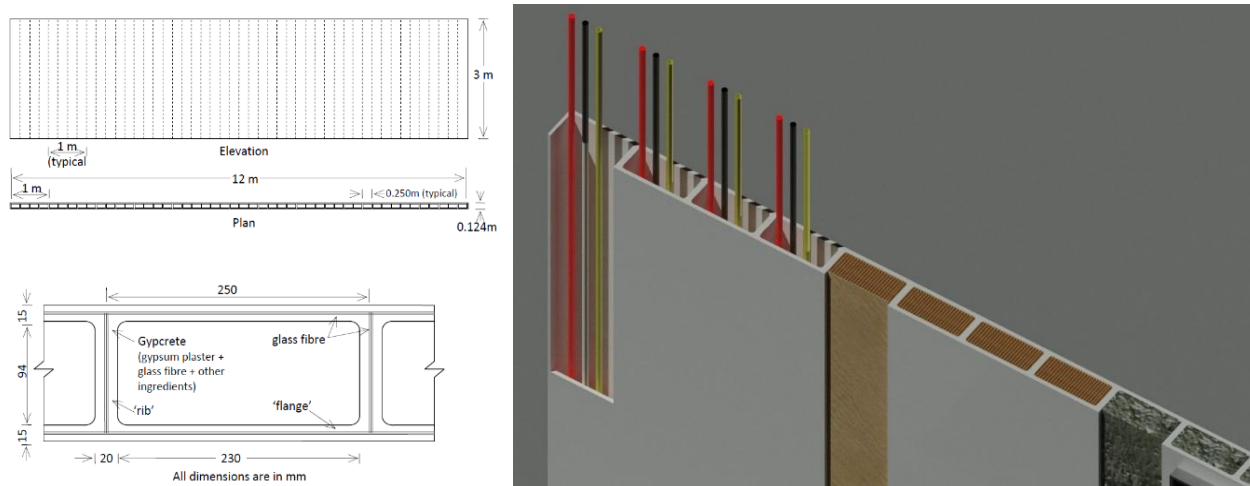 3 m
1 m
(typical
Elevation
12 m
1 m
0.250m (typical)
Plan
0.124m
250
15
Gypcrete
(gypsum plaster +
glass fibre + other
ingredients)
glass fibre
94
'rib'
'flange'
15
20
230
All dimensions are in mm